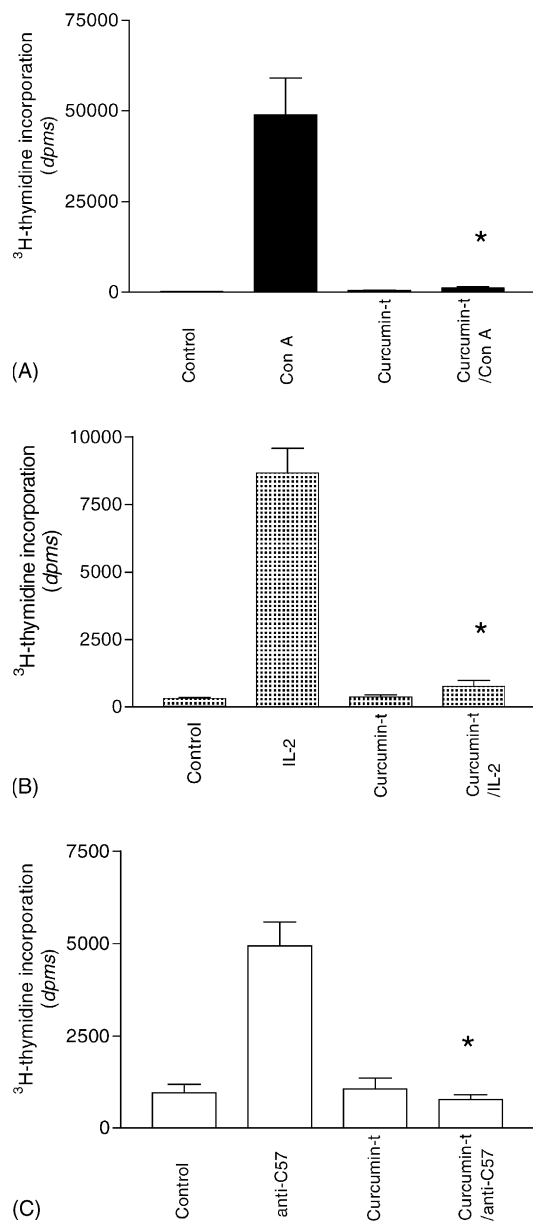 75000
50000
25000
0
³H-thymidine incorporation
(dpms)
*
Control
Con A
Curcumin-t
Curcumin-t
/Con A
(A)
10000
7500
5000
2500
0
³H-thymidine incorporation
(dpms)
*
Control
IL-2
Curcumin-t
Curcumin-t
/IL-2
(B)
7500
5000
2500
0
³H-thymidine incorporation
(dpms)
*
Control
anti-C57
Curcumin-t
Curcumin-t
/anti-C57
(C)